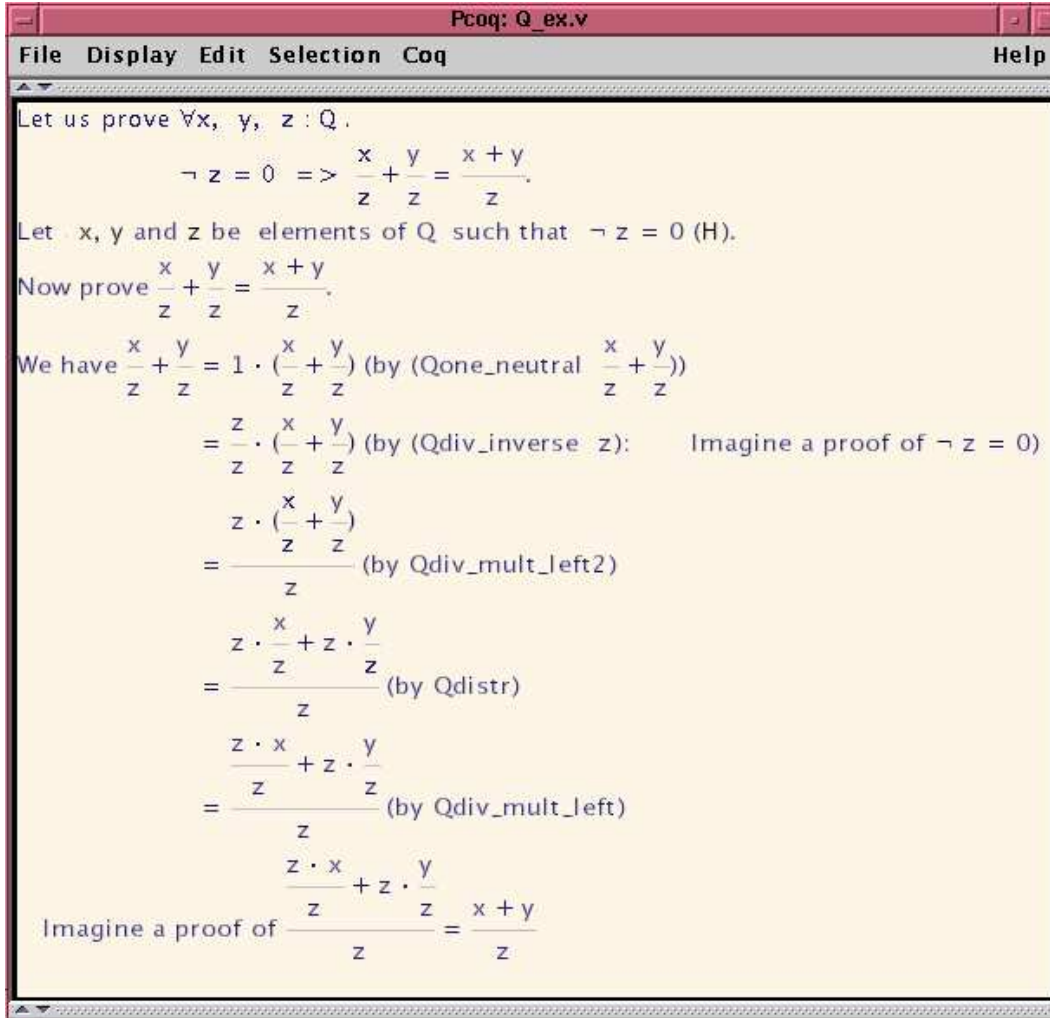 Pcoq: Q_ex.v
File Display Edit Selection Coq Help
Let us prove ∀x, y, z : Q .
¬ z = 0 => x/z + y/z = (x + y)/z.
Let x, y and z be elements of Q such that ¬ z = 0 (H).
Now prove x/z + y/z = (x + y)/z.
We have x/z + y/z = 1 · (x/z + y/z) (by (Qone_neutral x/z + y/z))
= z/z · (x/z + y/z) (by (Qdiv_inverse z): Imagine a proof of ¬ z = 0)
= (z · (x/z + y/z))/z (by Qdiv_mult_left2)
= (z · x/z + z · y/z)/z (by Qdistr)
= ((z · x)/z + z · y/z)/z (by Qdiv_mult_left)
Imagine a proof of ((z · x)/z + z · y/z)/z = (x + y)/z